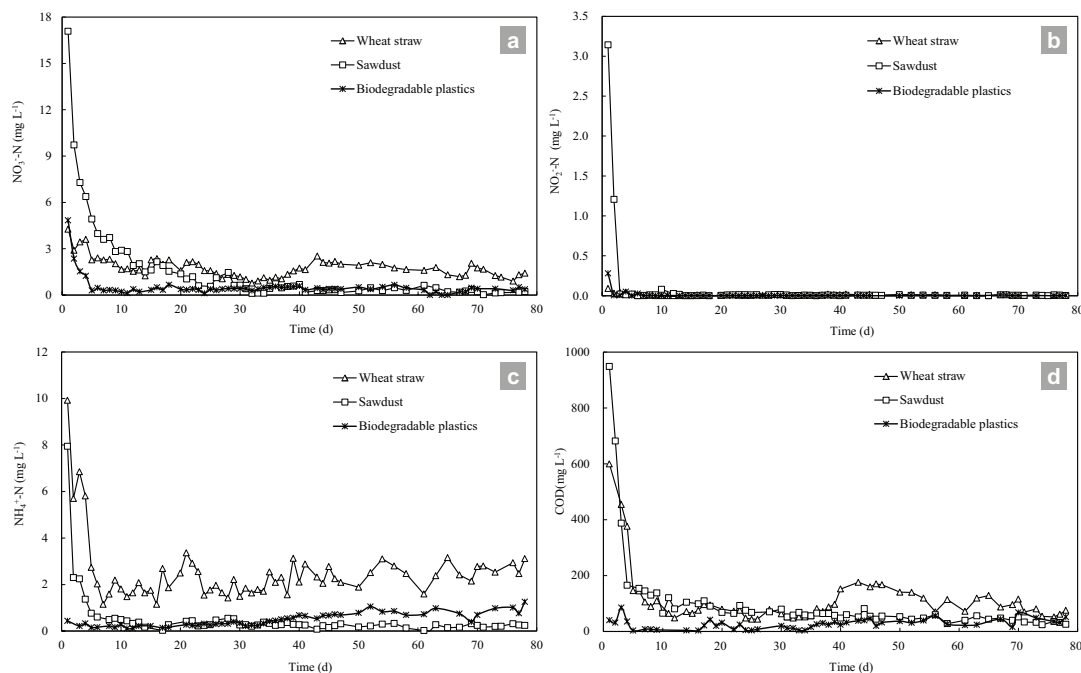 a
18
15
12
9
6
3
0
NO₃⁻-N (mg L⁻¹)
Wheat straw
Sawdust
Biodegradable plastics
0 10 20 30 40 50 60 70 80
Time (d)
b
3.5
3.0
2.5
2.0
1.5
1.0
0.5
0.0
NO₂⁻-N (mg L⁻¹)
Wheat straw
Sawdust
Biodegradable plastics
0 10 20 30 40 50 60 70 80
Time (d)
c
12
10
8
6
4
2
0
NH₄⁺-N (mg L⁻¹)
Wheat straw
Sawdust
Biodegradable plastics
0 10 20 30 40 50 60 70 80
Time (d)
d
1000
800
600
400
200
0
COD(mg L⁻¹)
Wheat straw
Sawdust
Biodegradable plastics
0 10 20 30 40 50 60 70 80
Time (d)